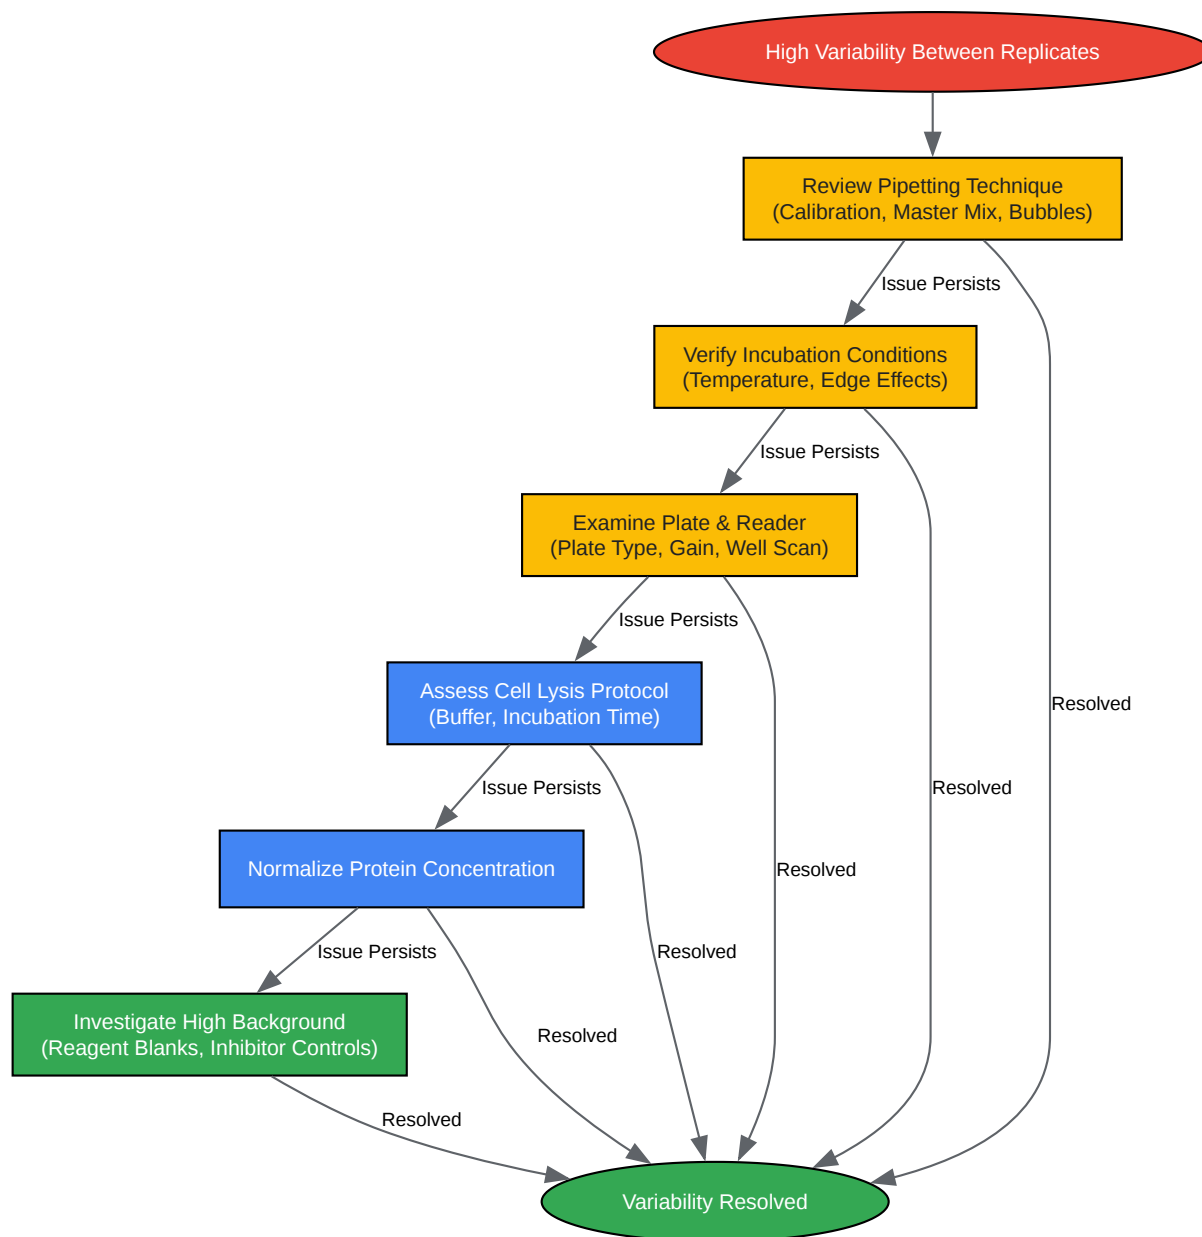 High Variability Between Replicates
Review Pipetting Technique
(Calibration, Master Mix, Bubbles)
Issue Persists
Verify Incubation Conditions
(Temperature, Edge Effects)
Issue Persists
Examine Plate & Reader
(Plate Type, Gain, Well Scan)
Issue Persists
Assess Cell Lysis Protocol
(Buffer, Incubation Time)
Resolved
Issue Persists
Resolved
Normalize Protein Concentration
Resolved
Issue Persists
Resolved
Investigate High Background
(Reagent Blanks, Inhibitor Controls)
Resolved
Resolved
Variability Resolved